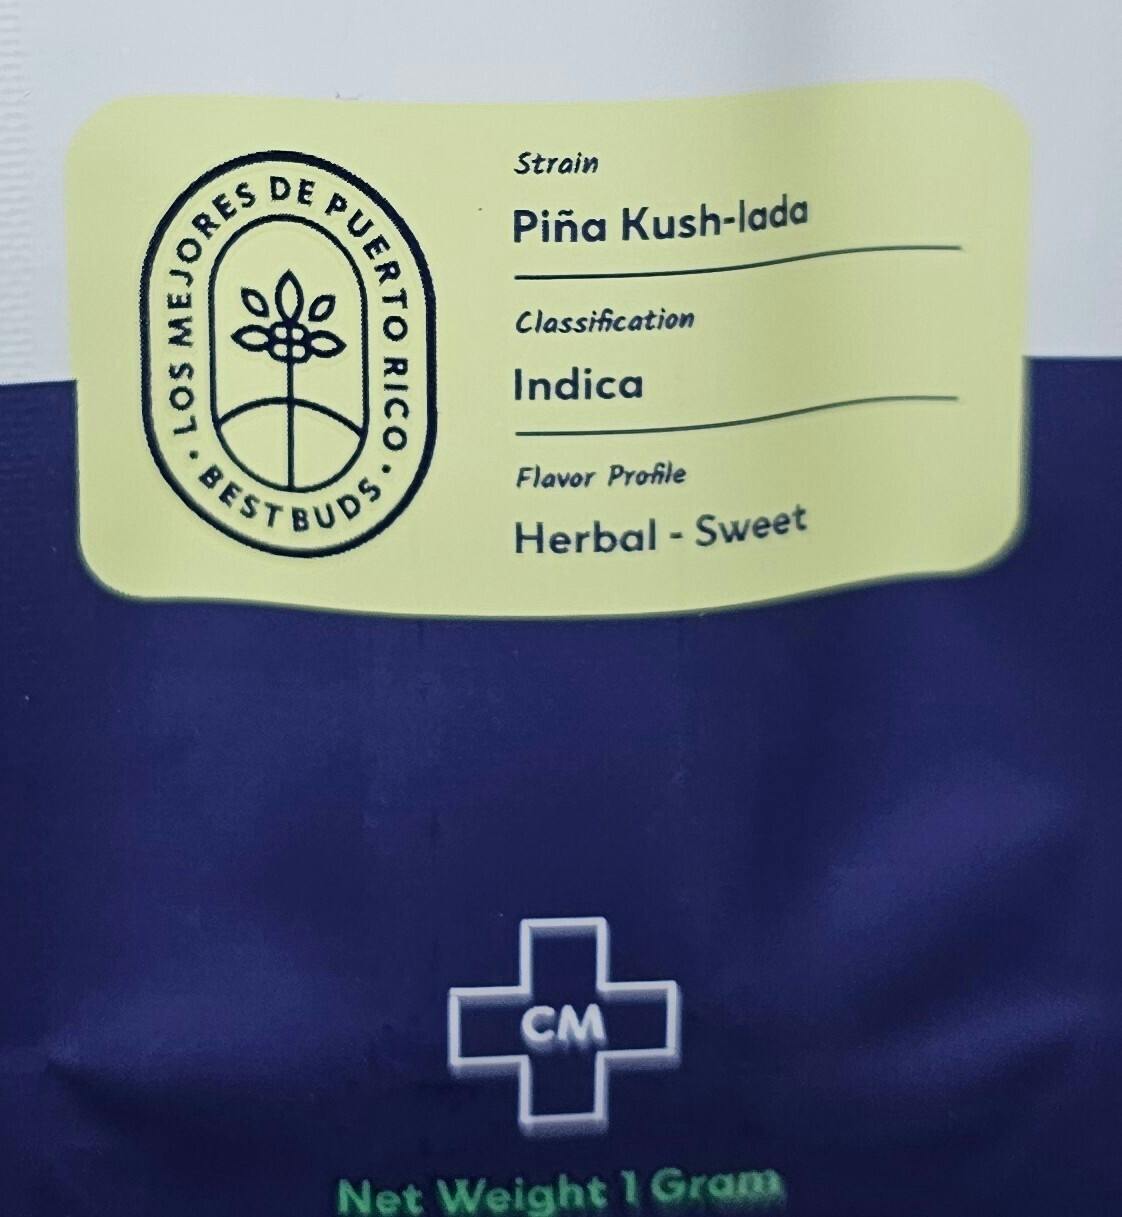 LOS MEJORES DE PUERTO RICO
• BEST BUDS •
Strain
Piña Kush-lada
Classification
Indica
Flavor Profile
Herbal - Sweet
CM
Net Weight 1 Gram